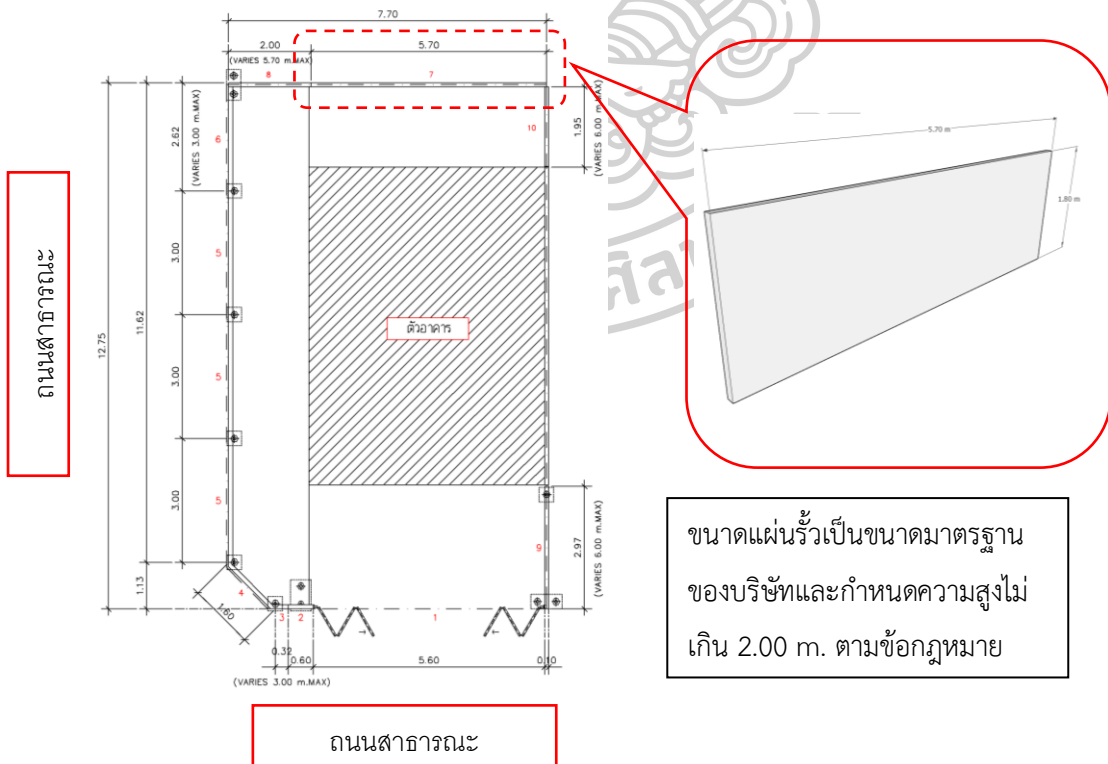 7.70
2.00 5.70
(VARIES 5.70 m.MAX)
8 7
6
2.62
(VARIES 3.00 m.MAX)
10
1.95
(VARIES 6.00 m.MAX)
5.70 m
1.80 m
ศิล
ถนนสาธารณะ
12.75
11.62
3.00
5
ตัวอาคาร
3.00
5
3.00
5
1.13
4
1.60
3 2 1
9
2.97
(VARIES 6.00 m.MAX)
0.32
0.60 5.60 0.10
(VARIES 3.00 m.MAX)
ขนาดแผ่นรั้วเป็นขนาดมาตรฐาน
ของบริษัทและกำหนดความสูงไม่
เกิน 2.00 m. ตามข้อกฎหมาย
ถนนสาธารณะ